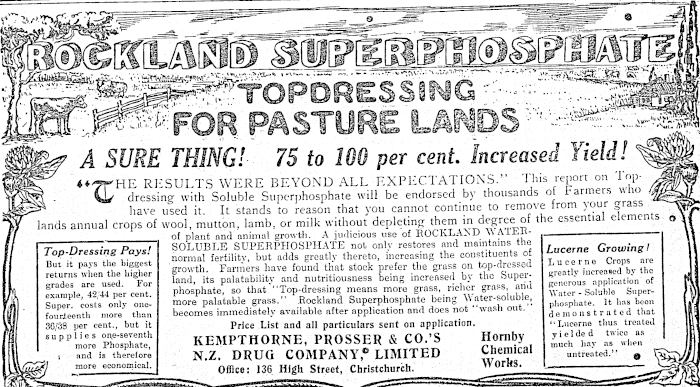 ROCKLAND SUPERPHOSPHATE
TOPDRESSING
FOR PASTURE LANDS
A SURE THING! 75 to 100 per cent. Increased Yield!
"THE RESULTS WERE BEYOND ALL EXPECTATIONS." This report on Top-
dressing with Soluble Superphosphate will be endorsed by thousands of Farmers who
have used it. It stands to reason that you cannot continue to remove from your grass
lands annual crops of wool, mutton, lamb, or milk without depleting them in degree of the essential elements
of plant and animal growth. A judicious use of ROCKLAND WATER-
SOLUBLE SUPERPHOSPHATE not only restores and maintains the
normal fertility, but adds greatly thereto, increasing the constituents of
growth. Farmers have found that stock prefer the grass on top-dressed
land, its palatability and nutritiousness being increased by the Super-
phosphate, so that "Top-dressing means more grass, richer grass, and
more palatable grass." Rockland Superphosphate being Water-soluble,
becomes immediately available after application and does not "wash out."
Top-Dressing Pays!
But it pays the biggest
returns when the higher
grades are used. For
example, 42/44 per cent.
Super. costs only one-
fourteenth more than
36/38 per cent., but it
supplies one-seventh
more Phosphate,
and is therefore
more economical.
Lucerne Growing!
Lucerne Crops are
greatly increased by the
generous application of
Water-Soluble Super-
phosphate. It has been
demonstrated that
"Lucerne thus treated
yielded twice as
much hay as when
untreated."
Price List and all particulars sent on application.
KEMPTHORNE, PROSSER & CO.'S
N.Z. DRUG COMPANY, LIMITED
Office: 136 High Street, Christchurch.
Hornby
Chemical
Works.